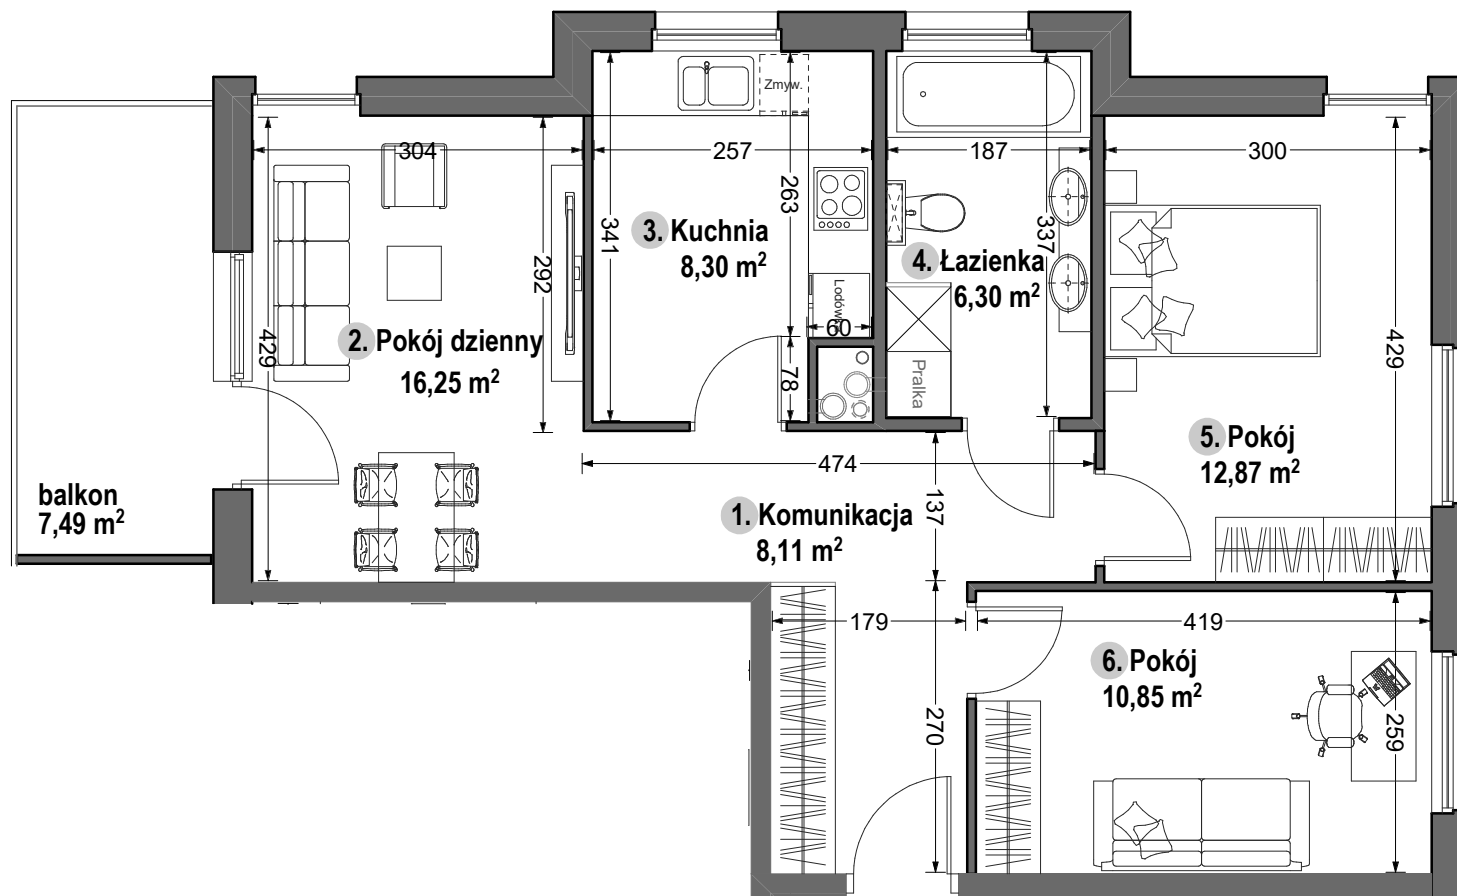 Zmyw.
304
257
187
300
263
341
337
3. Kuchnia
8,30 m²
4. Łazienka
6,30 m²
292
429
2. Pokój dzienny
16,25 m²
60
78
Pralka
429
5. Pokój
12,87 m²
474
137
balkon
7,49 m²
1. Komunikacja
8,11 m²
179
419
6. Pokój
10,85 m²
270
259